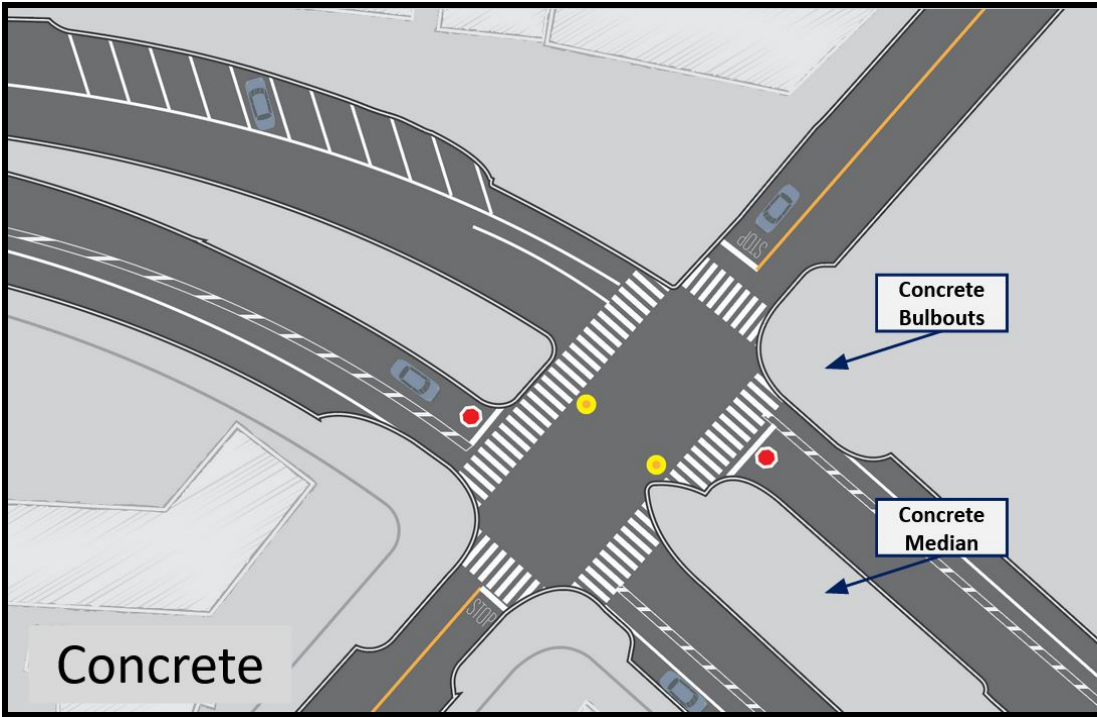 STOP
Concrete
Bulbouts
Concrete
Median
STOP
Concrete